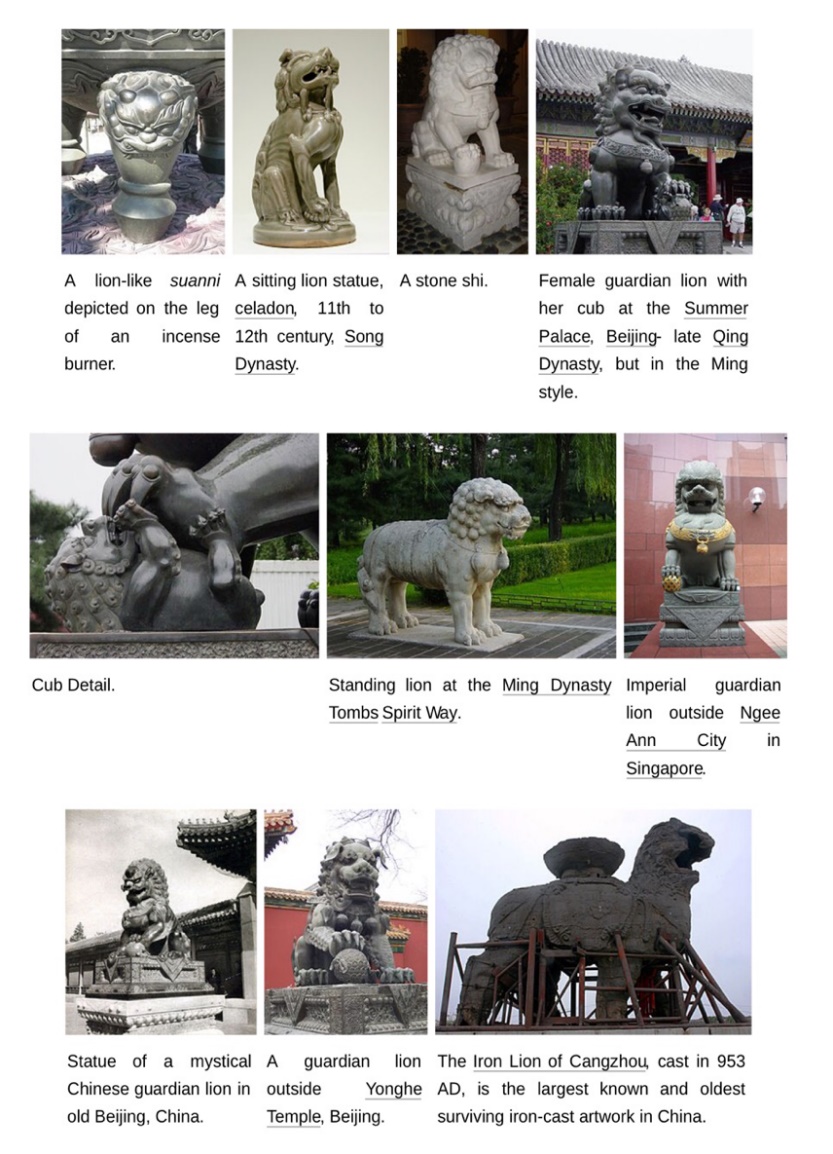 A lion-like suanni
depicted on the leg
of an incense
burner.
A sitting lion statue,
celadon, 11th to
12th century, Song
Dynasty.
A stone shi.
Female guardian lion with
her cub at the Summer
Palace, Beijing- late Qing
Dynasty, but in the Ming
style.
Cub Detail.
Standing lion at the Ming Dynasty
Tombs Spirit Way.
Imperial guardian
lion outside Ngee
Ann City in
Singapore.
Statue of a mystical
Chinese guardian lion in
old Beijing, China.
A guardian lion
outside Yonghe
Temple, Beijing.
The Iron Lion of Cangzhou, cast in 953
AD, is the largest known and oldest
surviving iron-cast artwork in China.